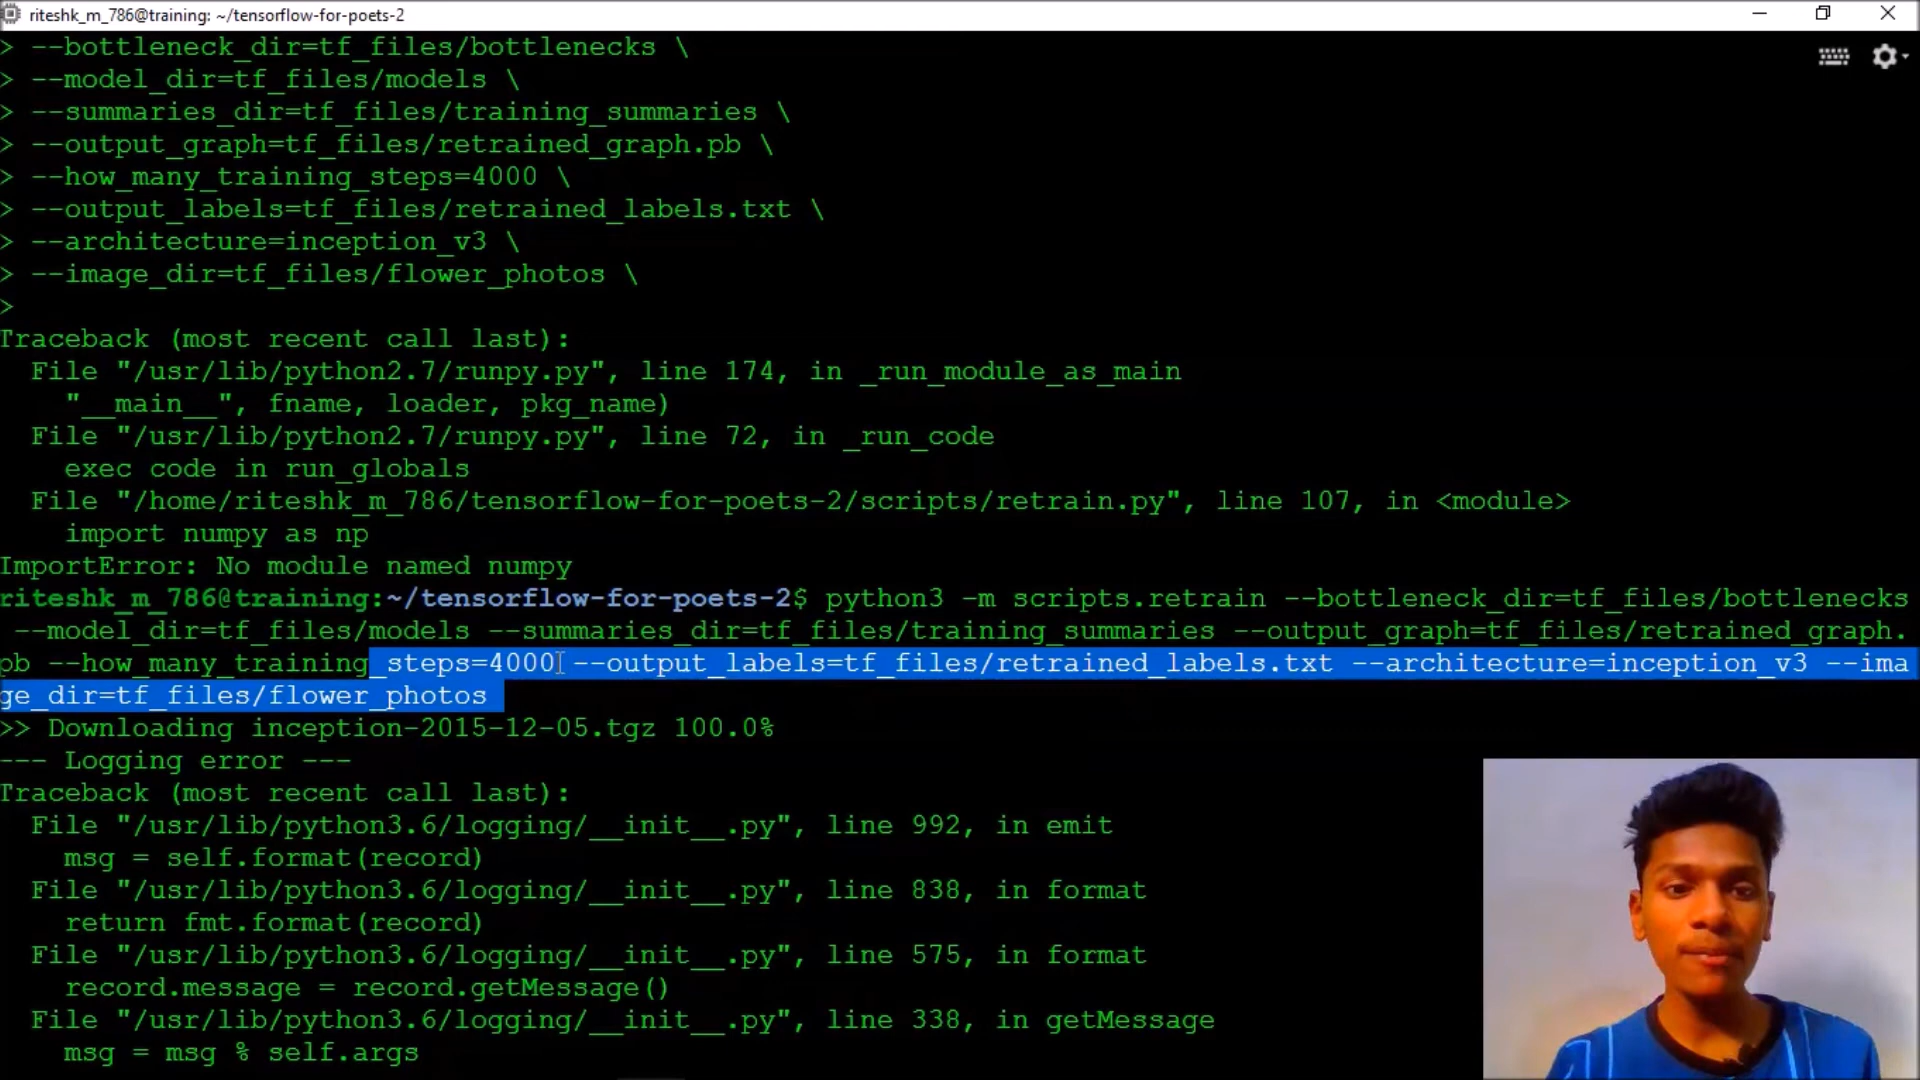 riteshk_m_786@training: ~/tensorflow-for-poets-2
> --bottleneck_dir=tf_files/bottlenecks \
> --model_dir=tf_files/models \
> --summaries_dir=tf_files/training_summaries \
> --output_graph=tf_files/retrained_graph.pb \
> --how_many_training_steps=4000 \
> --output_labels=tf_files/retrained_labels.txt \
> --architecture=inception_v3 \
> --image_dir=tf_files/flower_photos \
>
Traceback (most recent call last):
File "/usr/lib/python2.7/runpy.py", line 174, in _run_module_as_main
"__main__", fname, loader, pkg_name)
File "/usr/lib/python2.7/runpy.py", line 72, in _run_code
exec code in run_globals
File "/home/riteshk_m_786/tensorflow-for-poets-2/scripts/retrain.py", line 107, in <module>
import numpy as np
ImportError: No module named numpy
riteshk_m_786@training:~/tensorflow-for-poets-2$ python3 -m scripts.retrain --bottleneck_dir=tf_files/bottlenecks
--model_dir=tf_files/models --summaries_dir=tf_files/training_summaries --output_graph=tf_files/retrained_graph.
pb --how_many_training_steps=4000 --output_labels=tf_files/retrained_labels.txt --architecture=inception_v3 --ima
ge_dir=tf_files/flower_photos
>> Downloading inception-2015-12-05.tgz 100.0%
--- Logging error ---
Traceback (most recent call last):
File "/usr/lib/python3.6/logging/__init__.py", line 992, in emit
msg = self.format(record)
File "/usr/lib/python3.6/logging/__init__.py", line 838, in format
return fmt.format(record)
File "/usr/lib/python3.6/logging/__init__.py", line 575, in format
record.message = record.getMessage()
File "/usr/lib/python3.6/logging/__init__.py", line 338, in getMessage
msg = msg % self.args